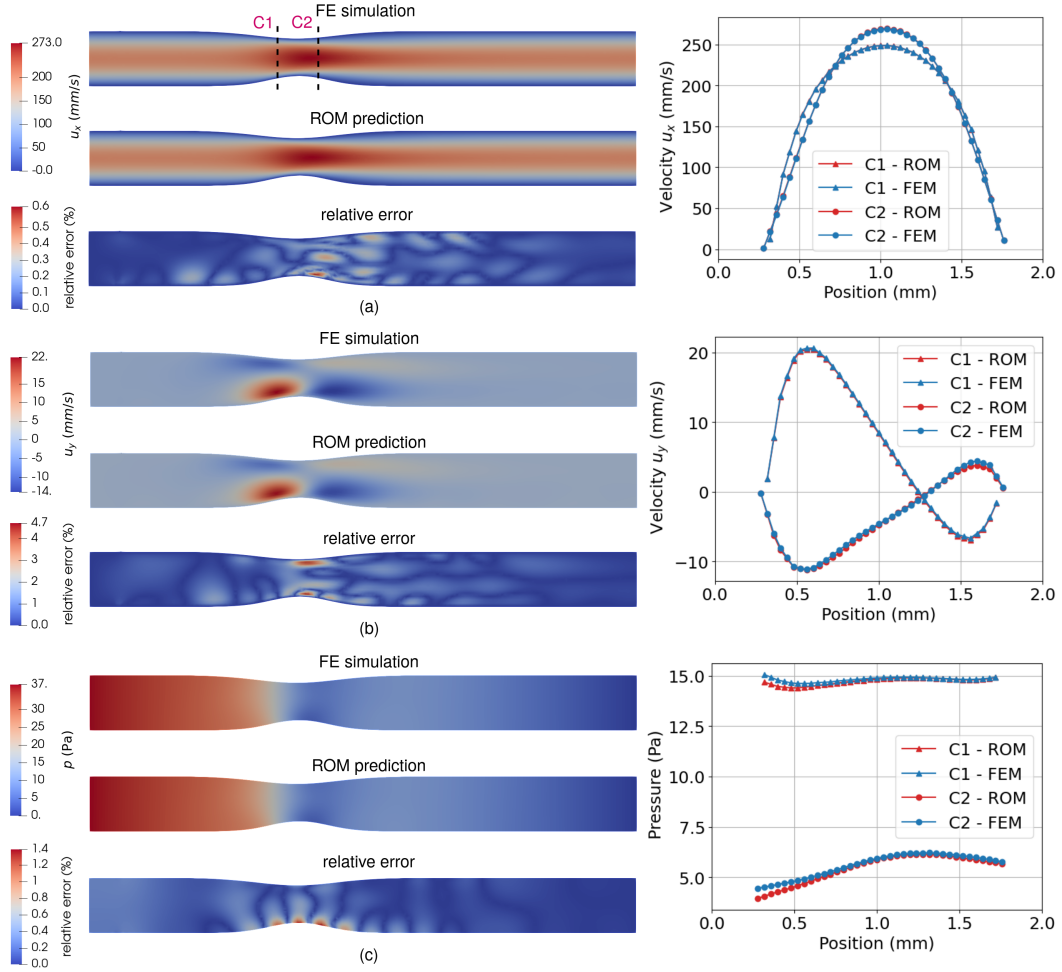 C1 C2 FE simulation
273.0
200
150
100
50
-0.0
u_x (mm/s)
ROM prediction
relative error
0.6
0.5
0.4
0.3
0.2
0.1
0.0
relative error (%)
(a)
250
200
150
100
50
0
Velocity u_x (mm/s)
C1 - ROM
C1 - FEM
C2 - ROM
C2 - FEM
0.0 0.5 1.0 1.5 2.0
Position (mm)
FE simulation
22.
15
10
5
0
-5
-10
-14.
u_y (mm/s)
ROM prediction
relative error
4.7
4
3
2
1
0.0
relative error (%)
(b)
20
10
0
−10
Velocity u_y (mm/s)
C1 - ROM
C1 - FEM
C2 - ROM
C2 - FEM
0.0 0.5 1.0 1.5 2.0
Position (mm)
FE simulation
37.
30
25
20
15
10
5
0.
p (Pa)
ROM prediction
relative error
1.4
1.2
1.0
0.8
0.6
0.4
0.2
0.0
relative error (%)
(c)
15.0
12.5
10.0
7.5
5.0
Pressure (Pa)
C1 - ROM
C1 - FEM
C2 - ROM
C2 - FEM
0.0 0.5 1.0 1.5 2.0
Position (mm)